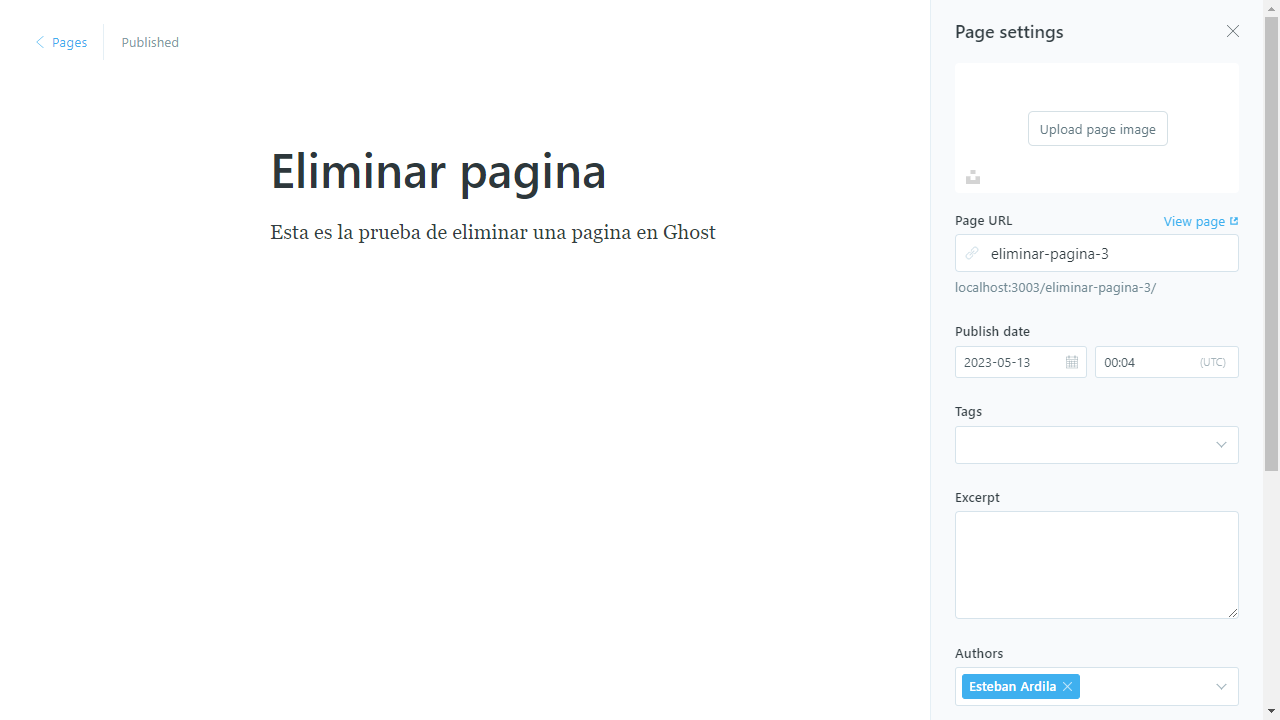 Pages
Published
Eliminar pagina
Esta es la prueba de eliminar una pagina en Ghost
Page settings
Upload page image
Page URL
View page
eliminar-pagina-3
localhost:3003/eliminar-pagina-3/
Publish date
2023-05-13
00:04
(UTC)
Tags
Excerpt
Authors
Esteban Ardila